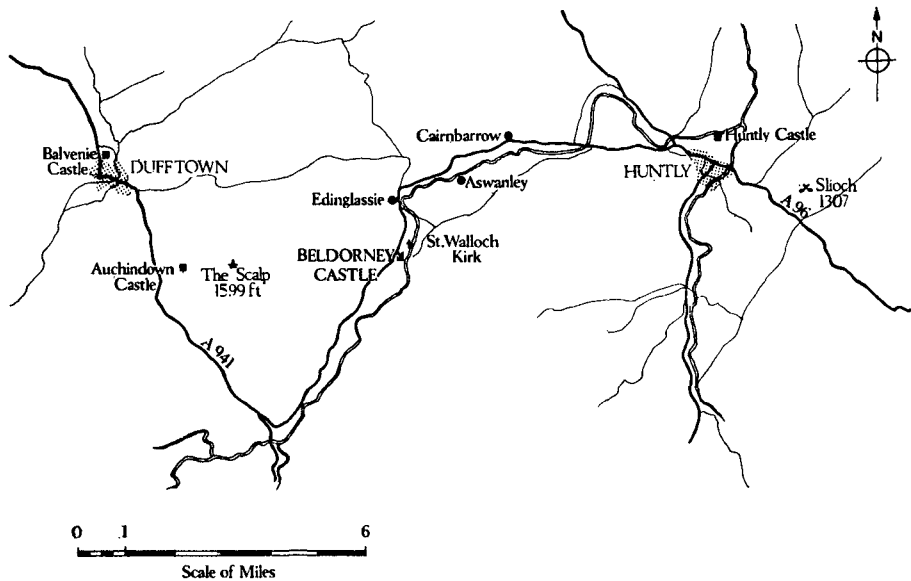 N
Cairnbarrow
Huntly Castle
Balvenie
Castle
DUFFTOWN
HUNTLY
Aswanley
Slioch
1307
Edinglassie
A 96
St. Walloch
Kirk
BELDORNEY
CASTLE
Auchindown
Castle
The Scalp
1599 ft
A 941
0 1 6
Scale of Miles